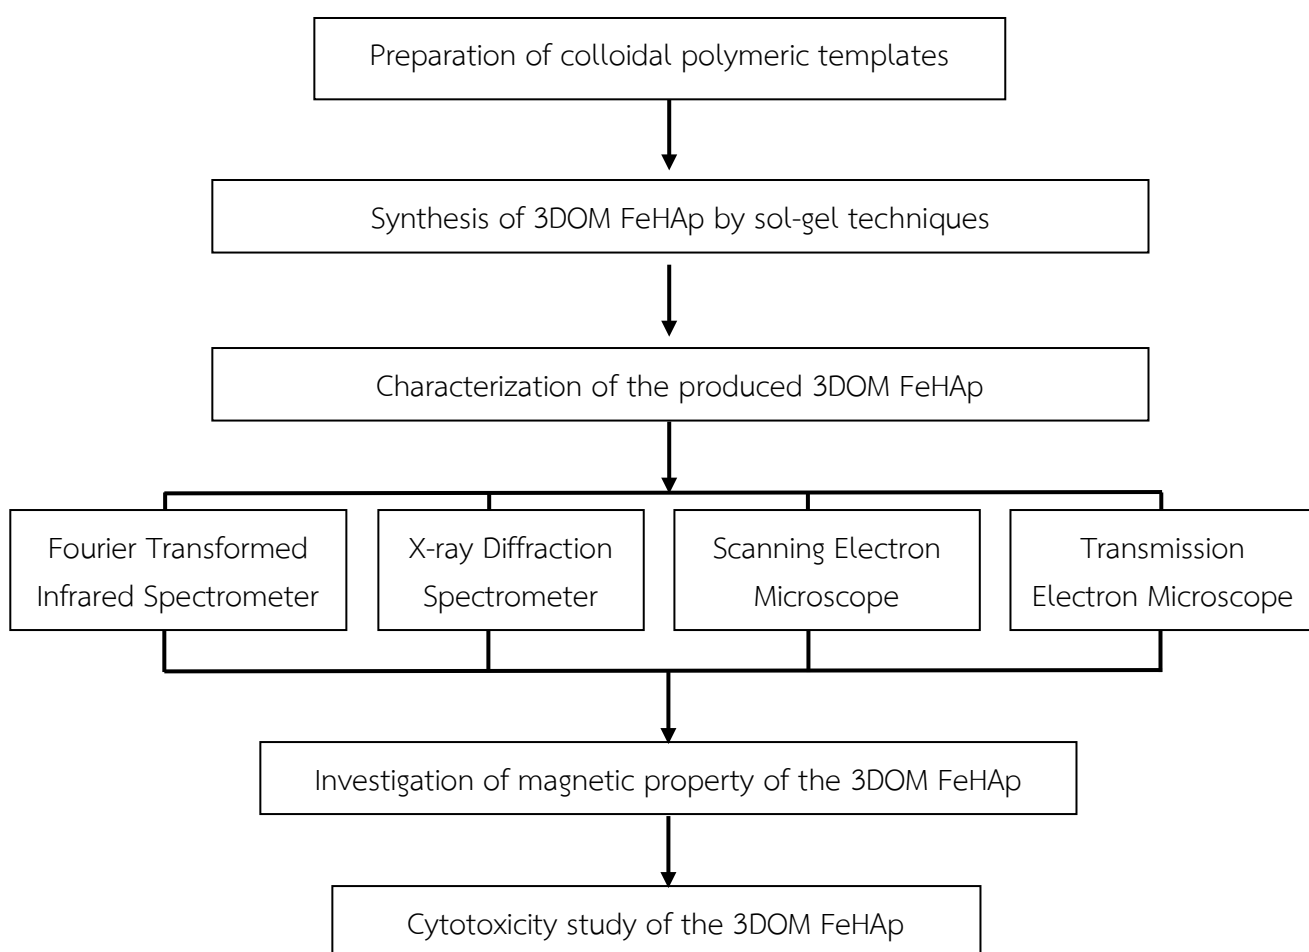 Preparation of colloidal polymeric templates
Synthesis of 3DOM FeHAp by sol-gel techniques
Characterization of the produced 3DOM FeHAp
Fourier Transformed
Infrared Spectrometer
X-ray Diffraction
Spectrometer
Scanning Electron
Microscope
Transmission
Electron Microscope
Investigation of magnetic property of the 3DOM FeHAp
Cytotoxicity study of the 3DOM FeHAp